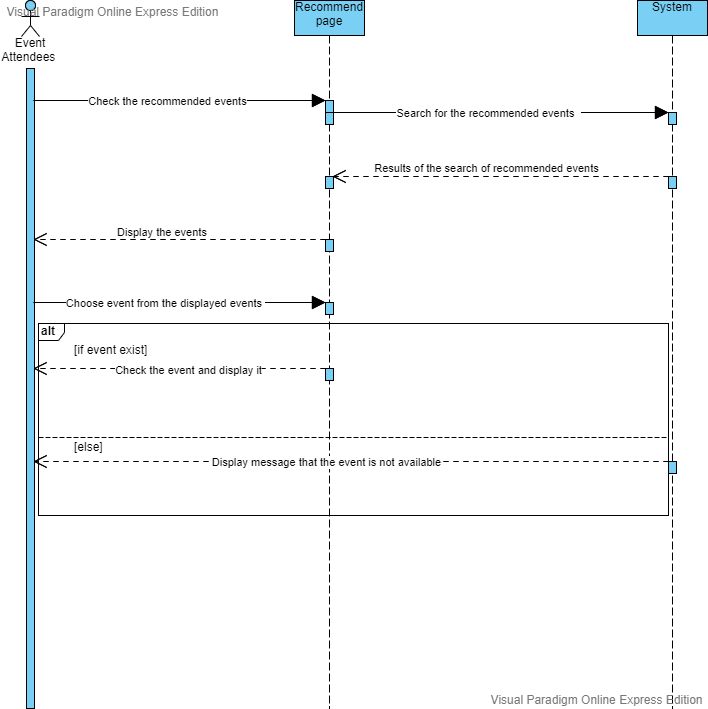 Visual Paradigm Online Express Edition
Event
Attendees
Recommend
page
System
Check the recommended events
Search for the recommended events
Results of the search of recommended events
Display the events
Choose event from the displayed events
alt
[if event exist]
Check the event and display it
[else]
Display message that the event is not available
Visual Paradigm Online Express Edition